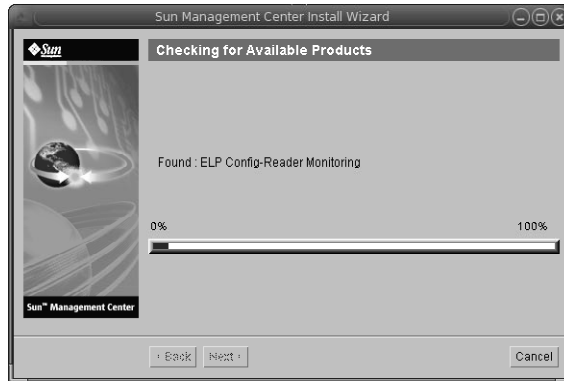 Sun Management Center Install Wizard
Sun
Checking for Available Products
Found : ELP Config-Reader Monitoring
0%
100%
Sun™ Management Center
Back
Next
Cancel